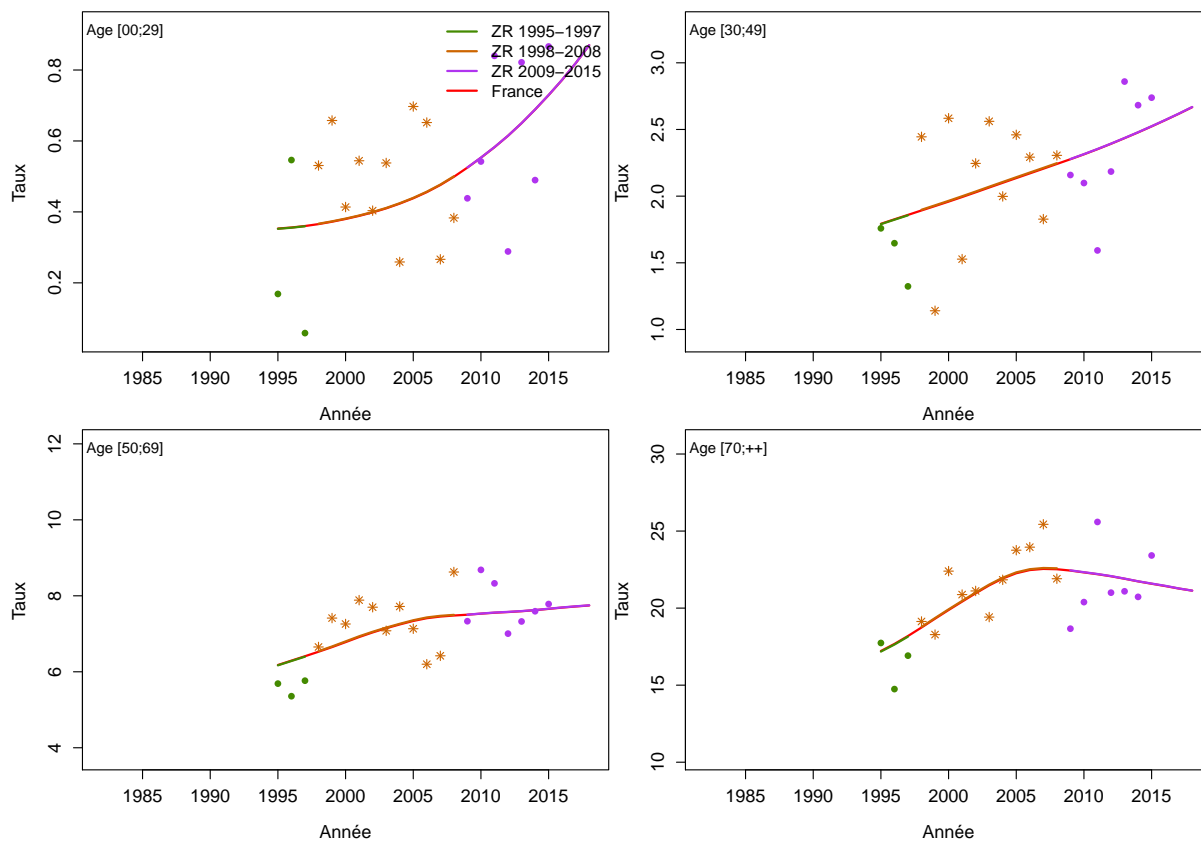 Age [00;29]
ZR 1995−1997
ZR 1998−2008
ZR 2009−2015
France
Taux
0.8
0.6
0.4
0.2
1985 1990 1995 2000 2005 2010 2015
Année
Age [30;49]
Taux
3.0
2.5
2.0
1.5
1.0
1985 1990 1995 2000 2005 2010 2015
Année
Age [50;69]
Taux
12
10
8
6
4
1985 1990 1995 2000 2005 2010 2015
Année
Age [70;++]
Taux
30
25
20
15
10
1985 1990 1995 2000 2005 2010 2015
Année